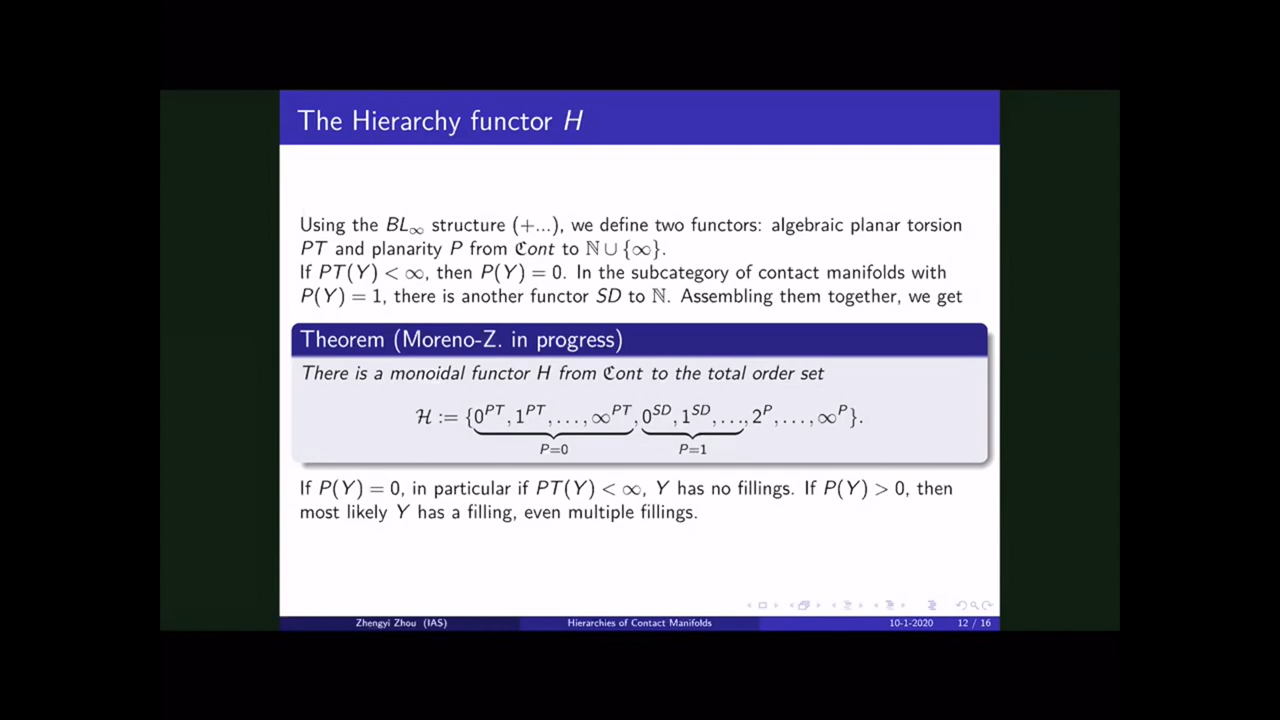 The Hierarchy functor H
Using the BL∞ structure (+...), we define two functors: algebraic planar torsion
PT and planarity P from ℭont to ℕ ∪ {∞}.
If PT(Y) < ∞, then P(Y) = 0. In the subcategory of contact manifolds with
P(Y) = 1, there is another functor SD to ℕ. Assembling them together, we get
Theorem (Moreno-Z. in progress)
There is a monoidal functor H from ℭont to the total order set
ℋ := {0^PT, 1^PT, . . . , ∞^PT, 0^SD, 1^SD, . . ., 2^P, . . . , ∞^P}.
P=0 P=1
If P(Y) = 0, in particular if PT(Y) < ∞, Y has no fillings. If P(Y) > 0, then
most likely Y has a filling, even multiple fillings.
Zhengyi Zhou (IAS) Hierarchies of Contact Manifolds 10-1-2020 12 / 16